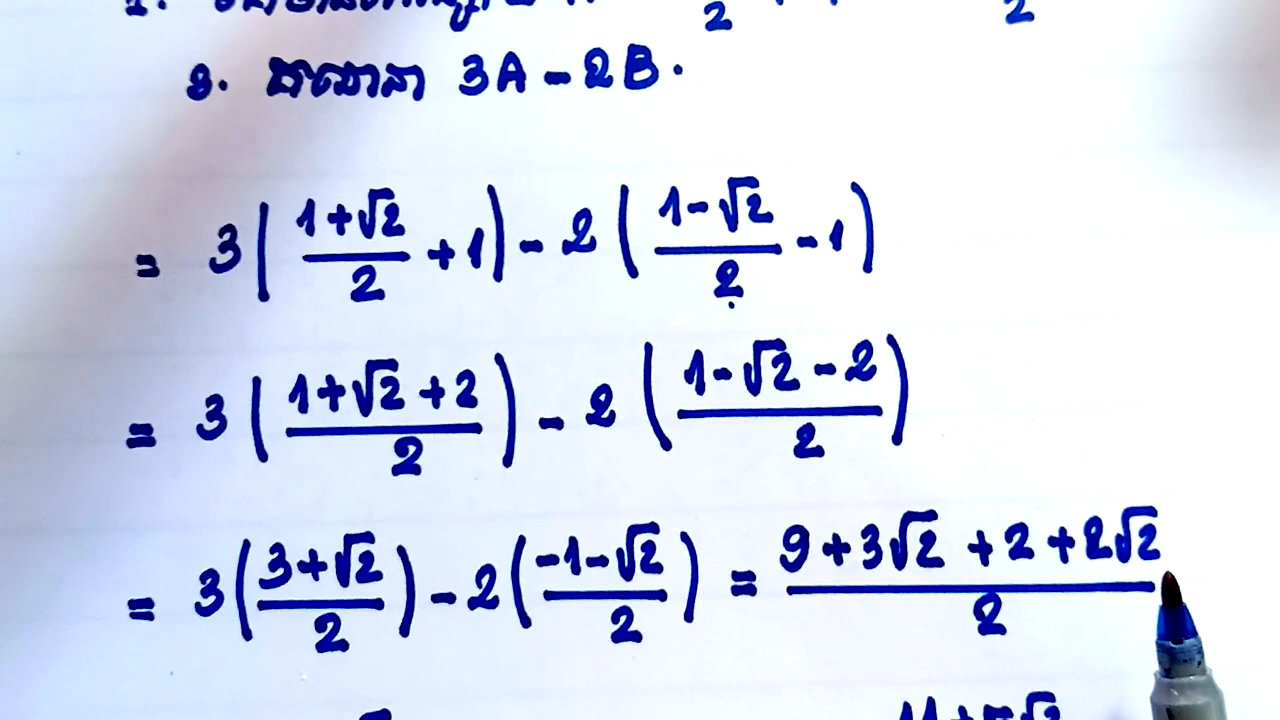 គណនា 3A - 2B.
= 3((1+√2)/2 + 1) - 2((1-√2)/2 - 1)
= 3((1+√2+2)/2) - 2((1-√2-2)/2)
= 3((3+√2)/2) - 2((-1-√2)/2) = (9+3√2+2+2√2)/2